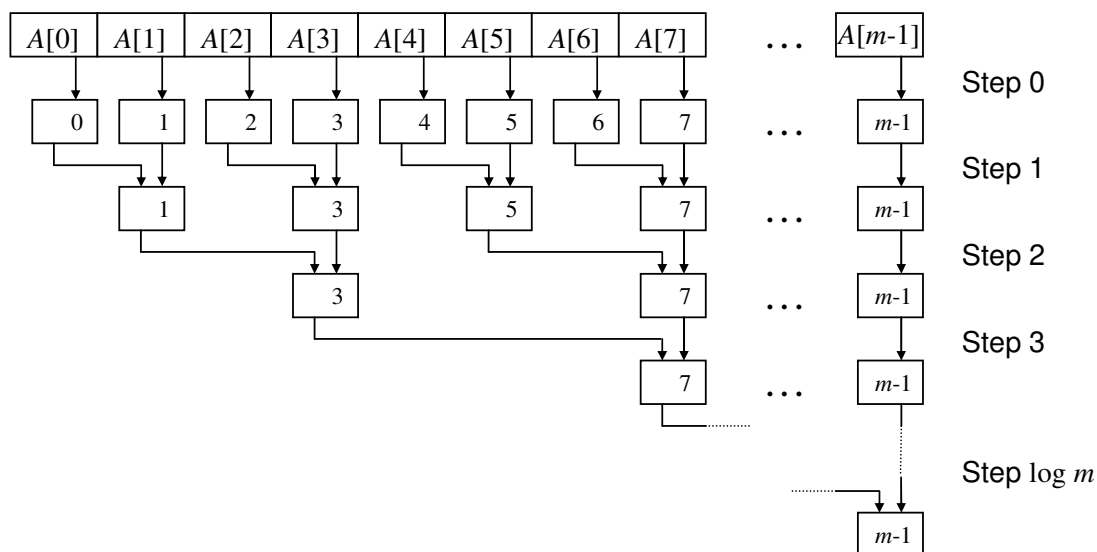 A[0] A[1] A[2] A[3] A[4] A[5] A[6] A[7] ... A[m-1]
Step 0
0 1 2 3 4 5 6 7 ... m-1
Step 1
1 3 5 7 ... m-1
Step 2
3 7 ... m-1
Step 3
7 ... m-1
Step log m
m-1